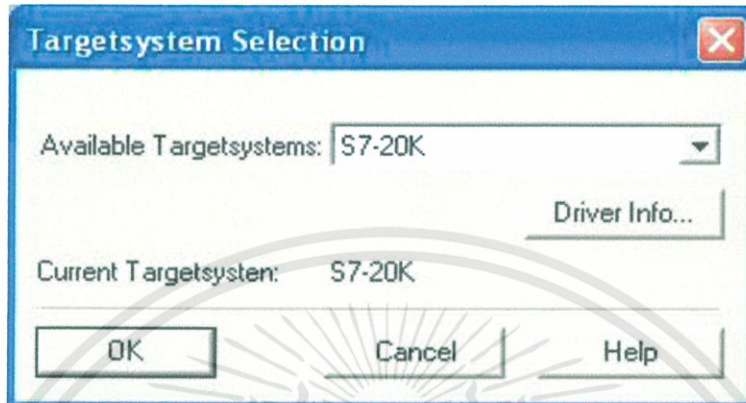 Targetsystem Selection
Available Targetsystems: S7-20K
Driver Info...
Current Targetsysten: S7-20K
OK Cancel Help